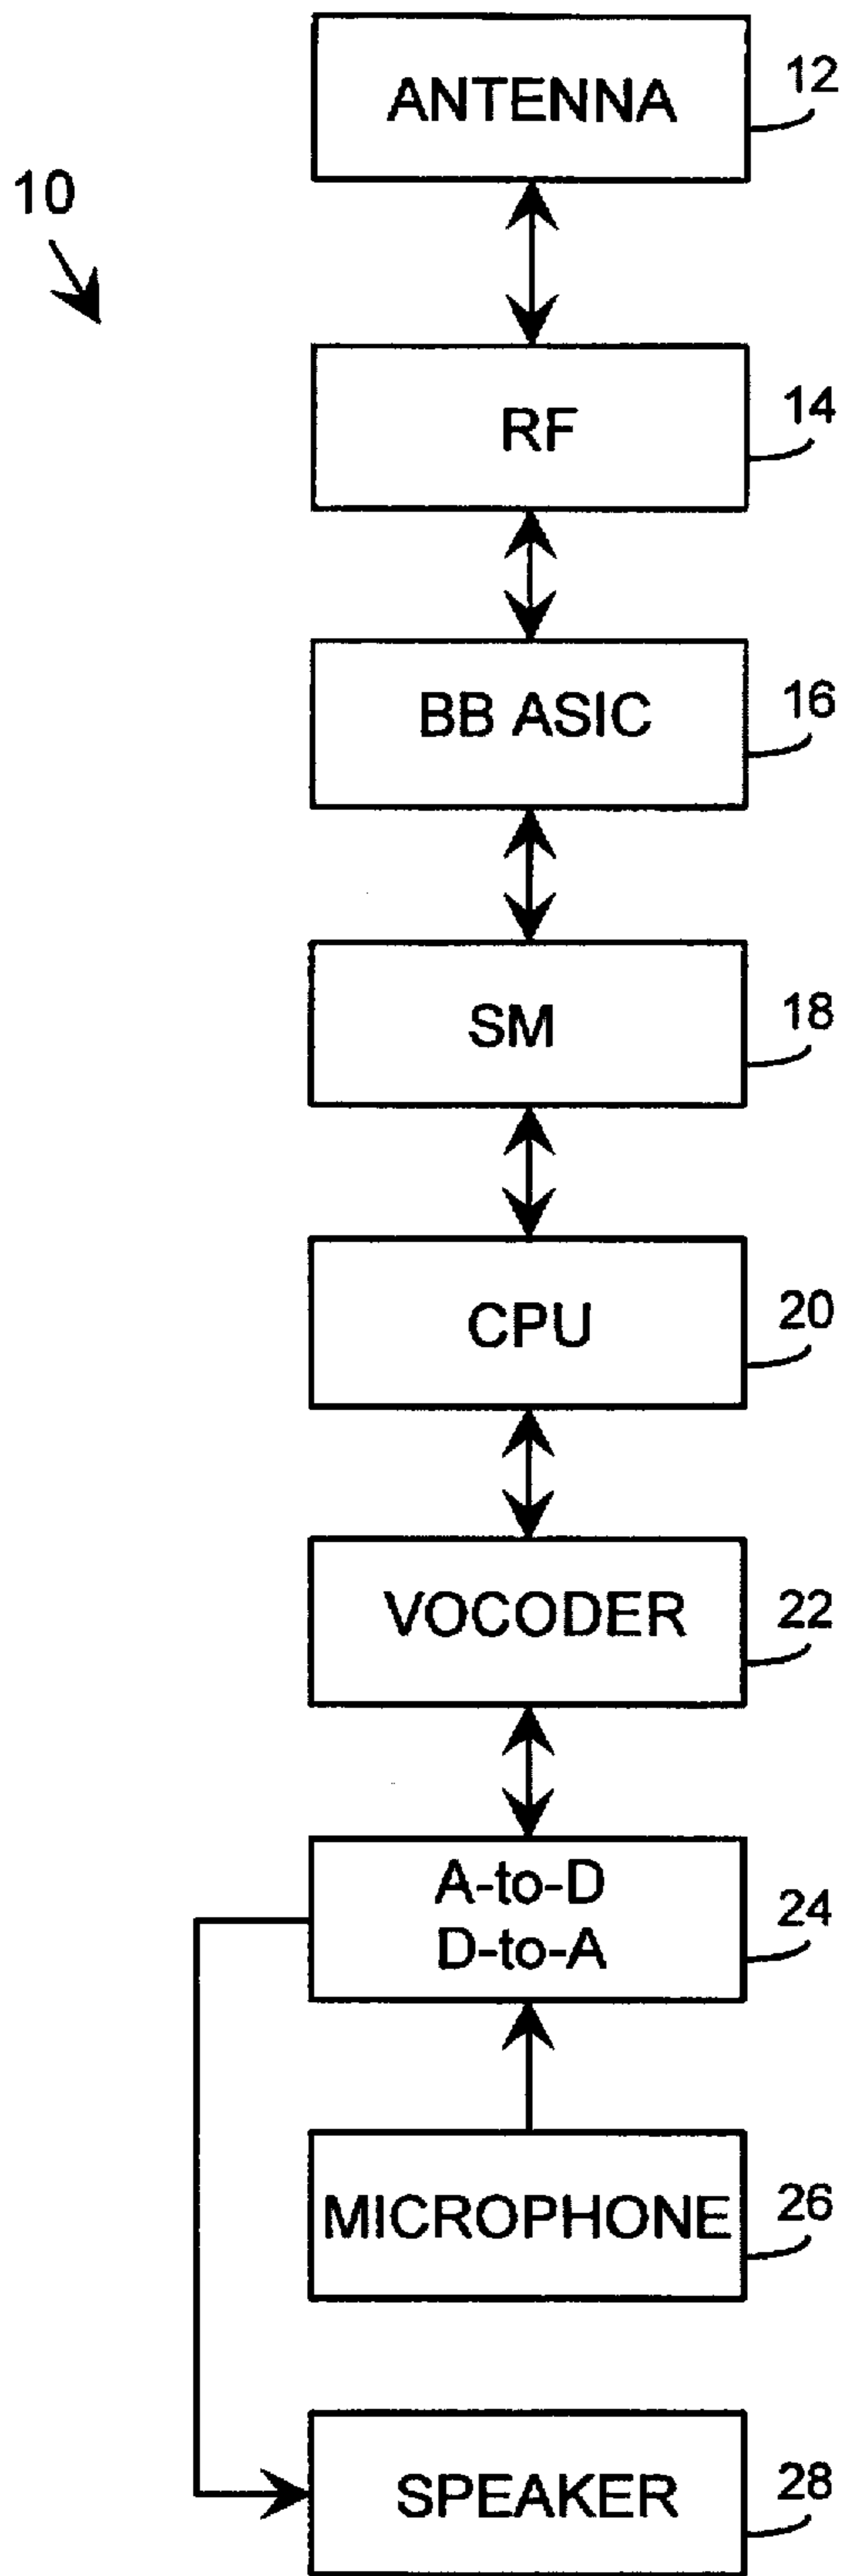 ANTENNA
12
10
RF
14
BB ASIC
16
SM
18
CPU
20
VOCODER
22
A-to-D
D-to-A
24
MICROPHONE
26
SPEAKER
28